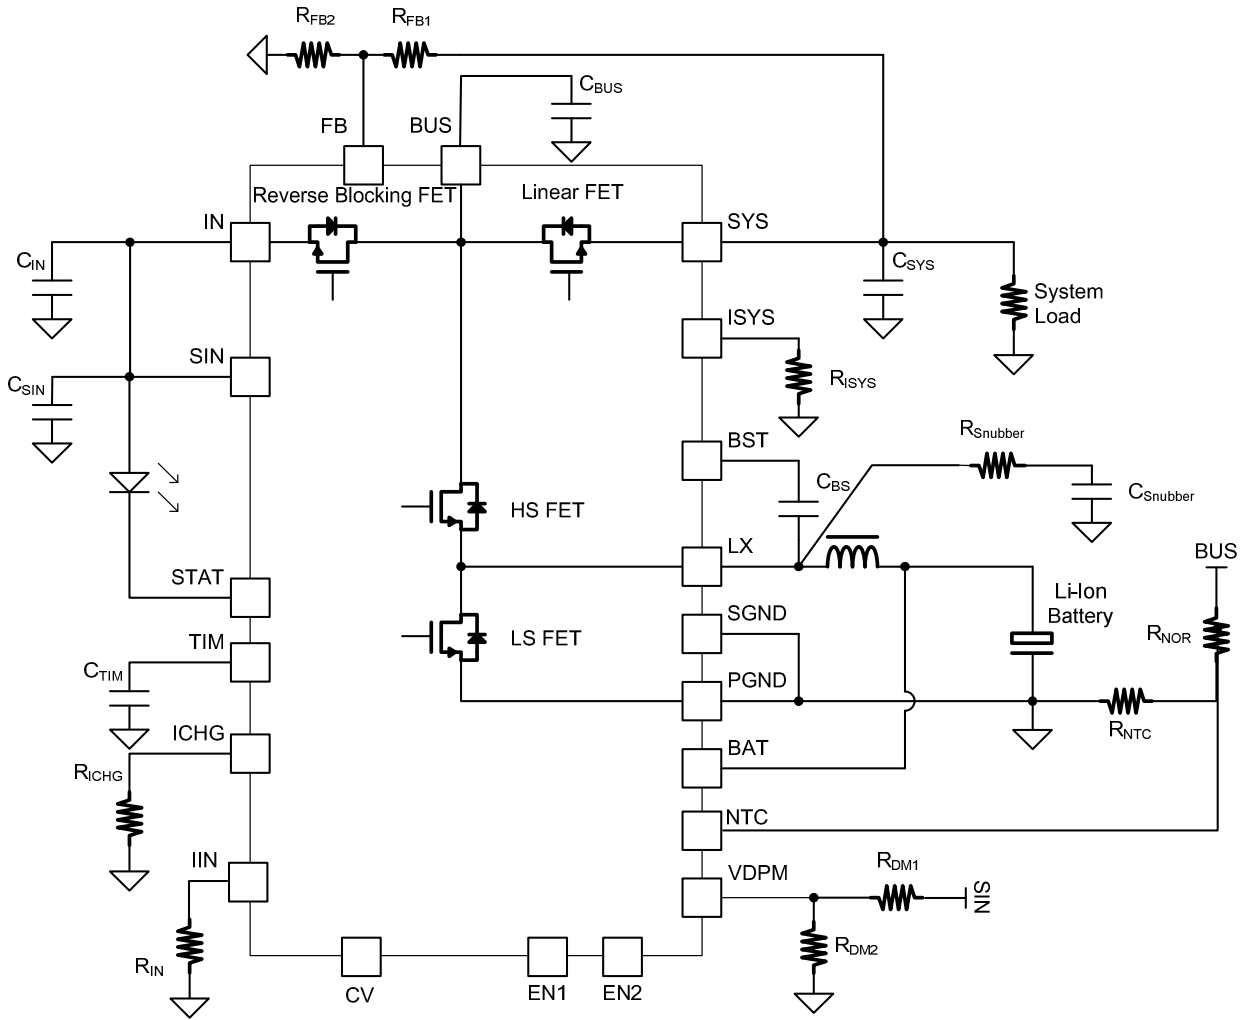 RFB2
RFB1
CBUS
FB
BUS
Reverse Blocking FET
Linear FET
IN
SYS
CIN
CSYS
System
Load
ISYS
SIN
RISYS
CSIN
BST
RSnubber
CBS
CSnubber
HS FET
LX
BUS
STAT
Li-Ion
Battery
SGND
TIM
LS FET
RNOR
CTIM
PGND
ICHG
RNTC
BAT
RICHG
NTC
IIN
VDPM
RDM1
SIN
RIN
RDM2
CV
EN1
EN2